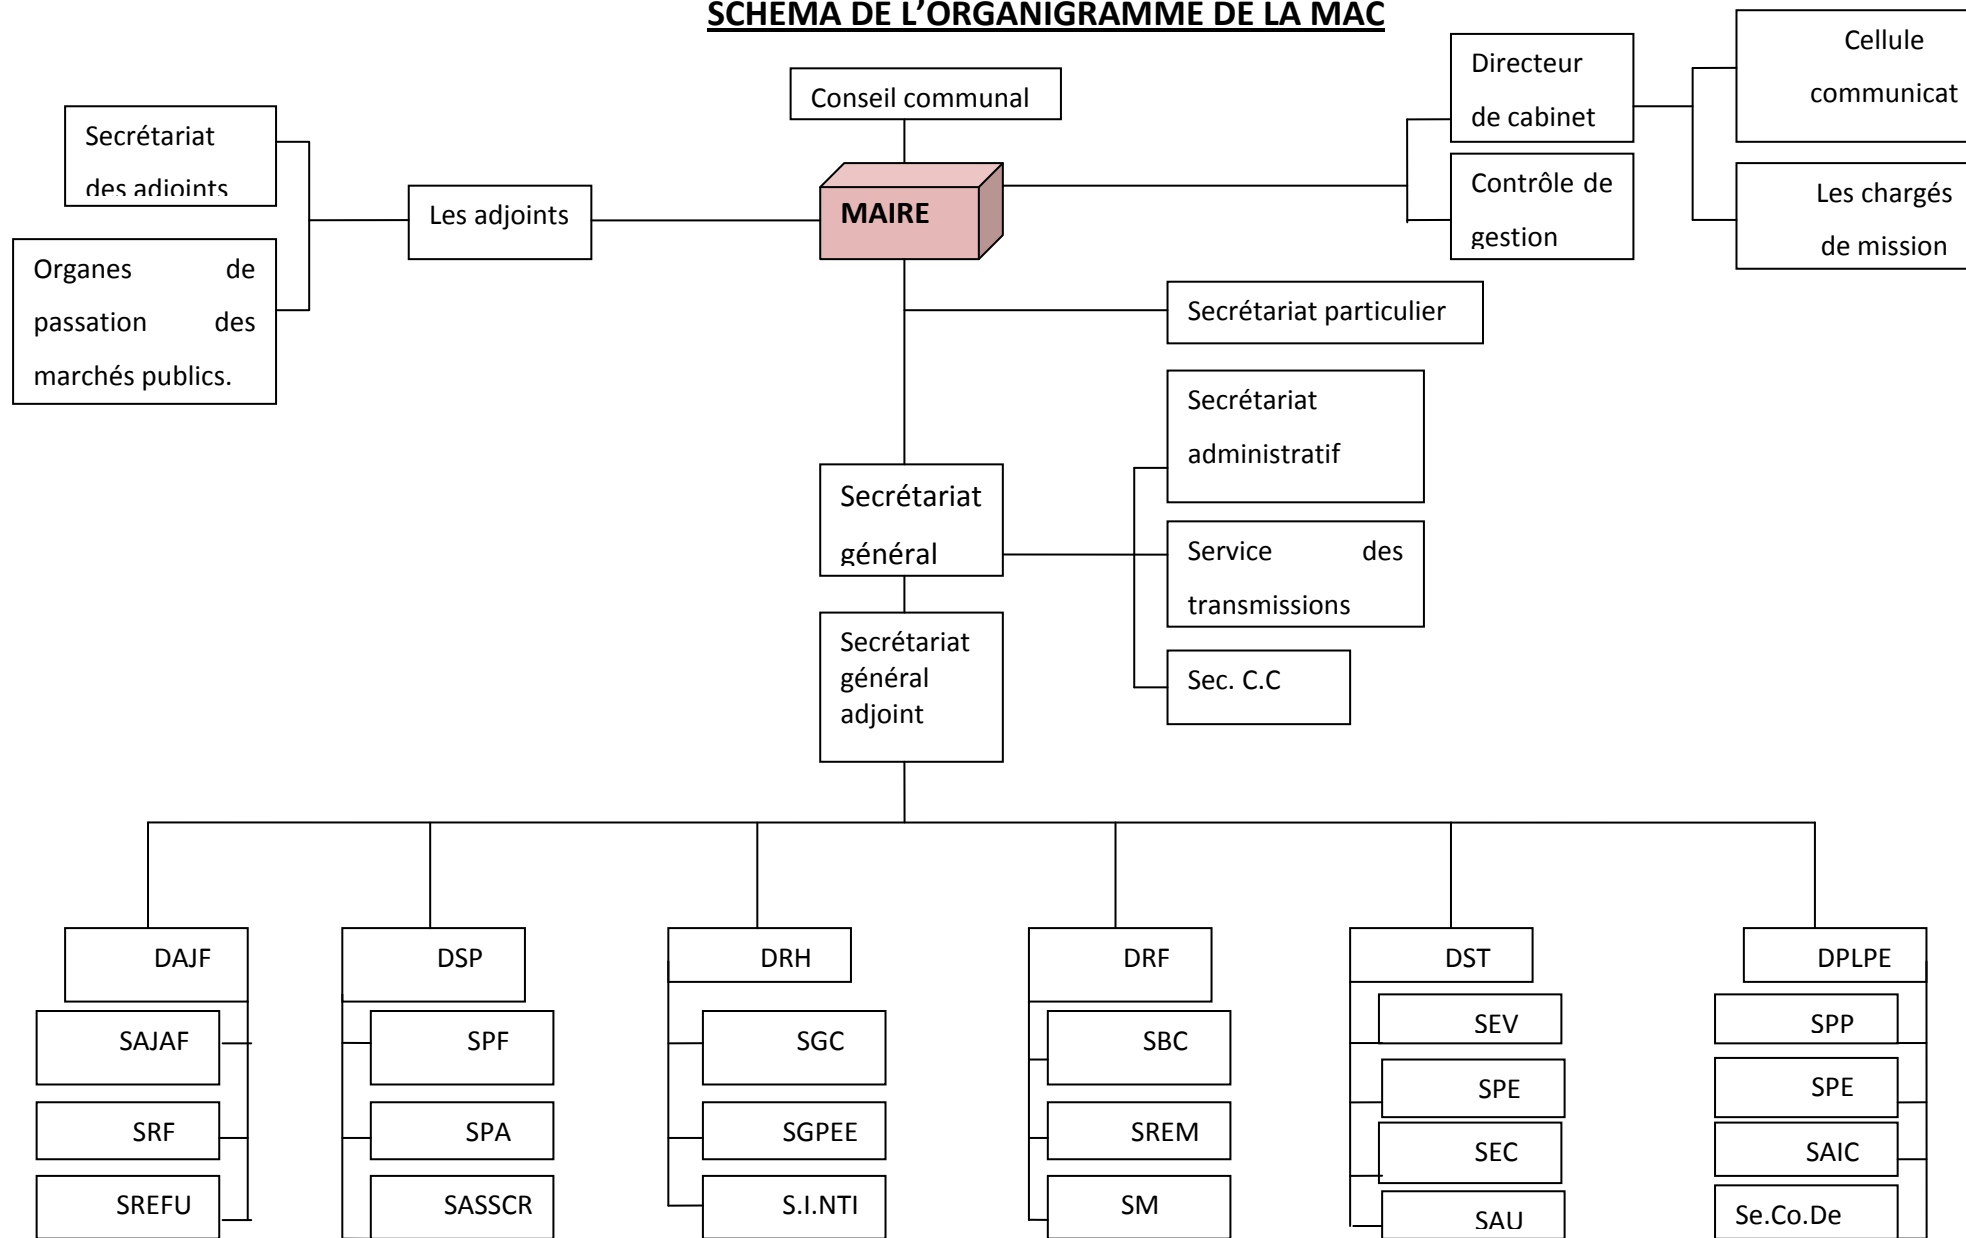 SCHEMA DE L’ORGANIGRAMME DE LA MAC
Conseil communal
Directeur
de cabinet
Cellule
communicat
Secrétariat
des adjoints
Les adjoints
MAIRE
Contrôle de
gestion
Les chargés
de mission
Organes de
passation des
marchés publics.
Secrétariat particulier
Secrétariat
administratif
Secrétariat
général
Service des
transmissions
Secrétariat
général
adjoint
Sec. C.C
DAJF
DSP
DRH
DRF
DST
DPLPE
SAJAF
SPF
SGC
SBC
SEV
SPP
SPE
SPE
SRF
SPA
SGPEE
SREM
SEC
SAIC
SREFU
SASSCR
S.I.NTI
SM
SAU
Se.Co.De